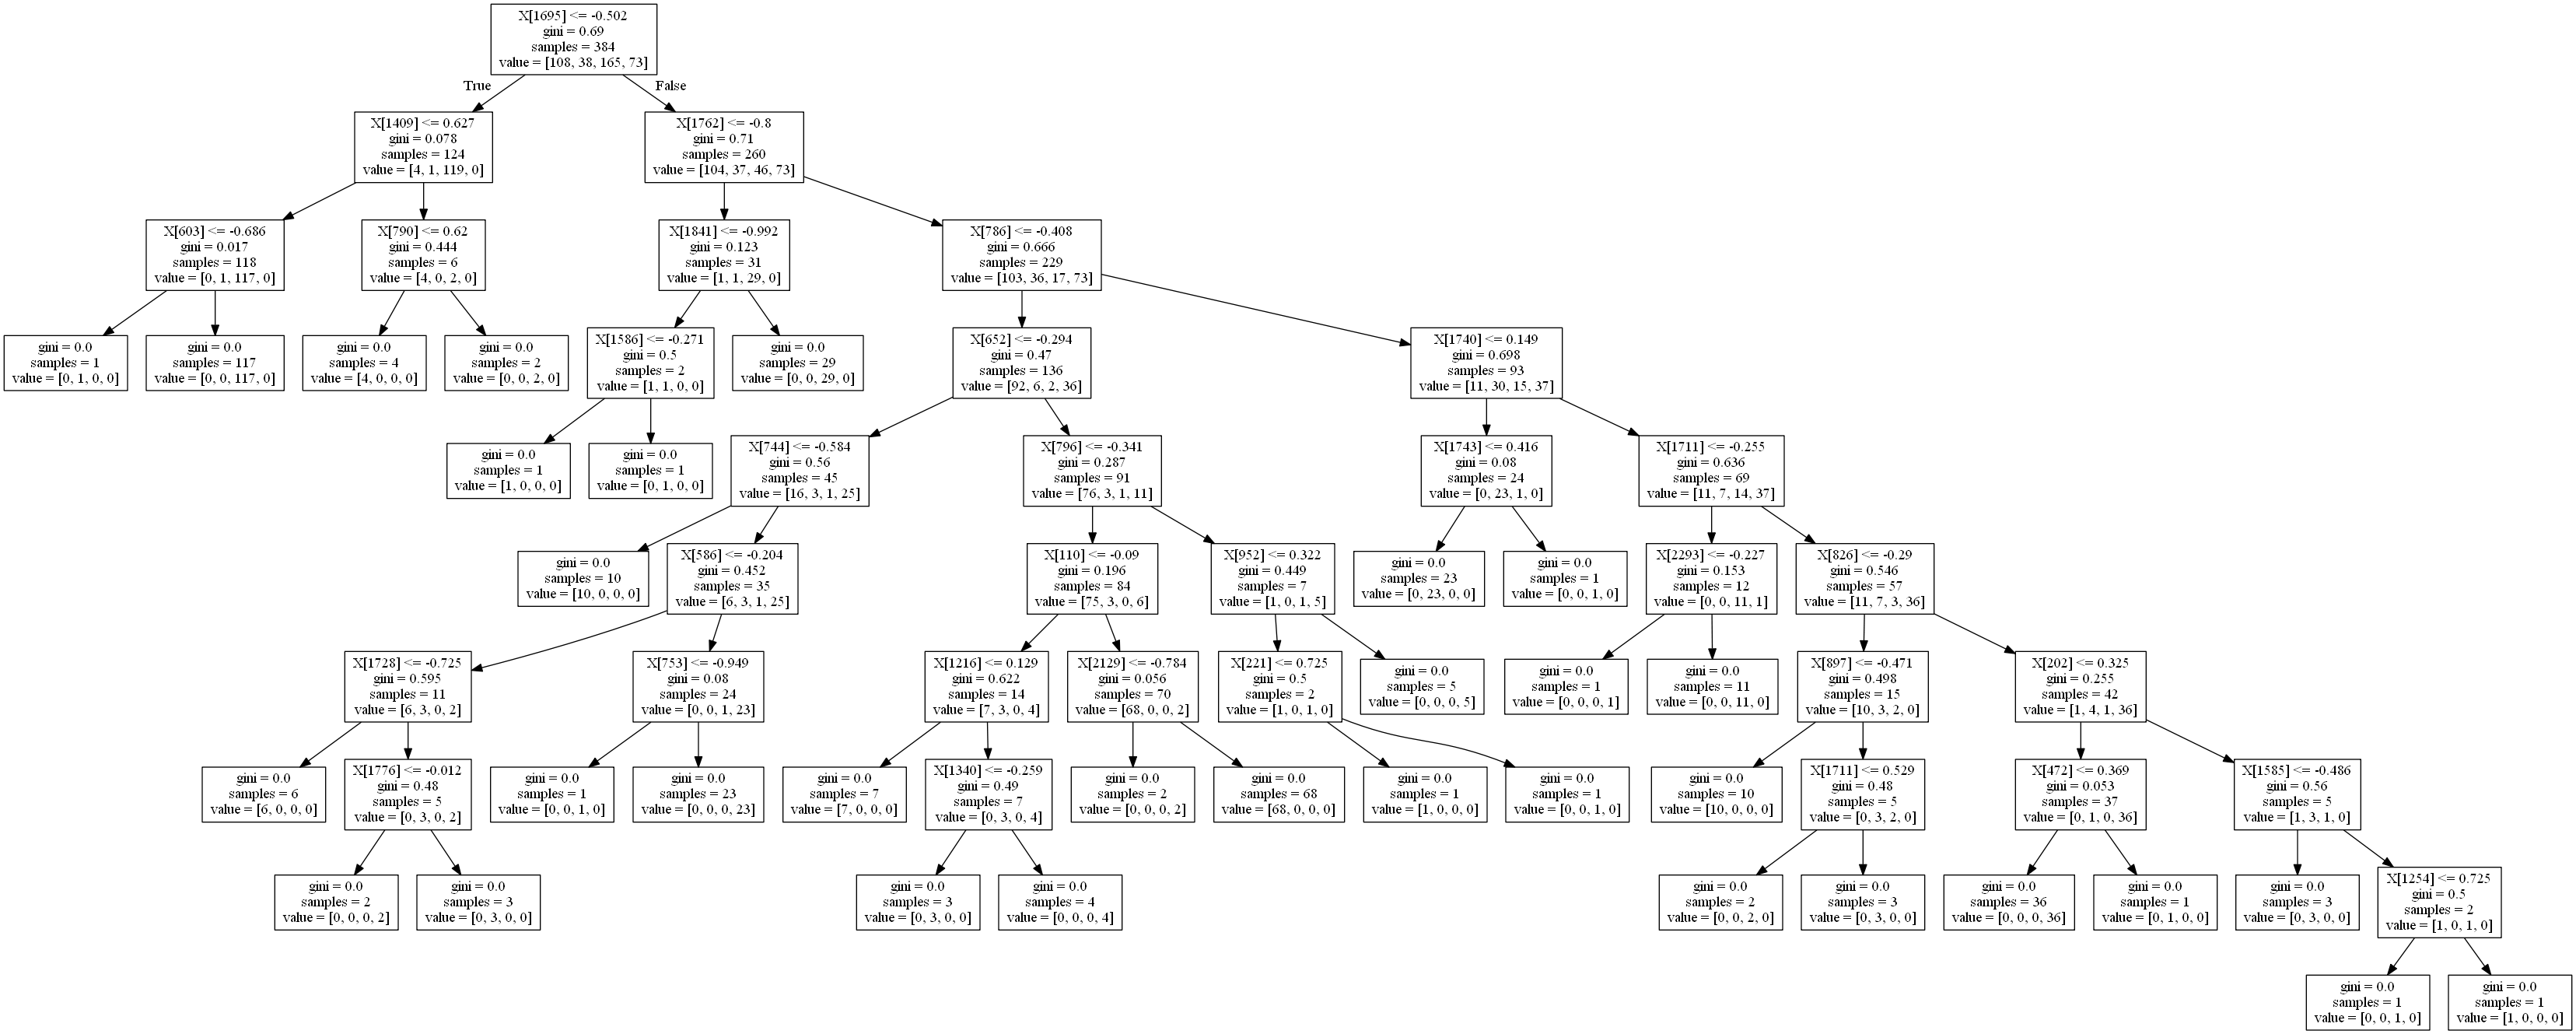 X[1695] <= -0.502
gini = 0.69
samples = 384
value = [108, 38, 165, 73]
True
False
X[1409] <= 0.627
gini = 0.078
samples = 124
value = [4, 1, 119, 0]
X[1762] <= -0.8
gini = 0.71
samples = 260
value = [104, 37, 46, 73]
X[603] <= -0.686
gini = 0.017
samples = 118
value = [0, 1, 117, 0]
X[790] <= 0.62
gini = 0.444
samples = 6
value = [4, 0, 2, 0]
X[1841] <= -0.992
gini = 0.123
samples = 31
value = [1, 1, 29, 0]
X[786] <= -0.408
gini = 0.666
samples = 229
value = [103, 36, 17, 73]
gini = 0.0
samples = 1
value = [0, 1, 0, 0]
gini = 0.0
samples = 117
value = [0, 0, 117, 0]
gini = 0.0
samples = 4
value = [4, 0, 0, 0]
gini = 0.0
samples = 2
value = [0, 0, 2, 0]
X[1586] <= -0.271
gini = 0.5
samples = 2
value = [1, 1, 0, 0]
gini = 0.0
samples = 29
value = [0, 0, 29, 0]
X[652] <= -0.294
gini = 0.47
samples = 136
value = [92, 6, 2, 36]
X[1740] <= 0.149
gini = 0.698
samples = 93
value = [11, 30, 15, 37]
gini = 0.0
samples = 1
value = [1, 0, 0, 0]
gini = 0.0
samples = 1
value = [0, 1, 0, 0]
X[744] <= -0.584
gini = 0.56
samples = 45
value = [16, 3, 1, 25]
X[796] <= -0.341
gini = 0.287
samples = 91
value = [76, 3, 1, 11]
X[1743] <= 0.416
gini = 0.08
samples = 24
value = [0, 23, 1, 0]
X[1711] <= -0.255
gini = 0.636
samples = 69
value = [11, 7, 14, 37]
gini = 0.0
samples = 10
value = [10, 0, 0, 0]
X[586] <= -0.204
gini = 0.452
samples = 35
value = [6, 3, 1, 25]
X[110] <= -0.09
gini = 0.196
samples = 84
value = [75, 3, 0, 6]
X[952] <= 0.322
gini = 0.449
samples = 7
value = [1, 0, 1, 5]
gini = 0.0
samples = 23
value = [0, 23, 0, 0]
gini = 0.0
samples = 1
value = [0, 0, 1, 0]
X[2293] <= -0.227
gini = 0.153
samples = 12
value = [0, 0, 11, 1]
X[826] <= -0.29
gini = 0.546
samples = 57
value = [11, 7, 3, 36]
X[1728] <= -0.725
gini = 0.595
samples = 11
value = [6, 3, 0, 2]
X[753] <= -0.949
gini = 0.08
samples = 24
value = [0, 0, 1, 23]
X[1216] <= 0.129
gini = 0.622
samples = 14
value = [7, 3, 0, 4]
X[2129] <= -0.784
gini = 0.056
samples = 70
value = [68, 0, 0, 2]
X[221] <= 0.725
gini = 0.5
samples = 2
value = [1, 0, 1, 0]
gini = 0.0
samples = 5
value = [0, 0, 0, 5]
gini = 0.0
samples = 1
value = [0, 0, 0, 1]
gini = 0.0
samples = 11
value = [0, 0, 11, 0]
X[897] <= -0.471
gini = 0.498
samples = 15
value = [10, 3, 2, 0]
X[202] <= 0.325
gini = 0.255
samples = 42
value = [1, 4, 1, 36]
gini = 0.0
samples = 6
value = [6, 0, 0, 0]
X[1776] <= -0.012
gini = 0.48
samples = 5
value = [0, 3, 0, 2]
gini = 0.0
samples = 1
value = [0, 0, 1, 0]
gini = 0.0
samples = 23
value = [0, 0, 0, 23]
gini = 0.0
samples = 7
value = [7, 0, 0, 0]
X[1340] <= -0.259
gini = 0.49
samples = 7
value = [0, 3, 0, 4]
gini = 0.0
samples = 2
value = [0, 0, 0, 2]
gini = 0.0
samples = 68
value = [68, 0, 0, 0]
gini = 0.0
samples = 1
value = [1, 0, 0, 0]
gini = 0.0
samples = 1
value = [0, 0, 1, 0]
gini = 0.0
samples = 10
value = [10, 0, 0, 0]
X[1711] <= 0.529
gini = 0.48
samples = 5
value = [0, 3, 2, 0]
X[472] <= 0.369
gini = 0.053
samples = 37
value = [0, 1, 0, 36]
X[1585] <= -0.486
gini = 0.56
samples = 5
value = [1, 3, 1, 0]
gini = 0.0
samples = 2
value = [0, 0, 0, 2]
gini = 0.0
samples = 3
value = [0, 3, 0, 0]
gini = 0.0
samples = 3
value = [0, 3, 0, 0]
gini = 0.0
samples = 4
value = [0, 0, 0, 4]
gini = 0.0
samples = 2
value = [0, 0, 2, 0]
gini = 0.0
samples = 3
value = [0, 3, 0, 0]
gini = 0.0
samples = 36
value = [0, 0, 0, 36]
gini = 0.0
samples = 1
value = [0, 1, 0, 0]
gini = 0.0
samples = 3
value = [0, 3, 0, 0]
X[1254] <= 0.725
gini = 0.5
samples = 2
value = [1, 0, 1, 0]
gini = 0.0
samples = 1
value = [0, 0, 1, 0]
gini = 0.0
samples = 1
value = [1, 0, 0, 0]